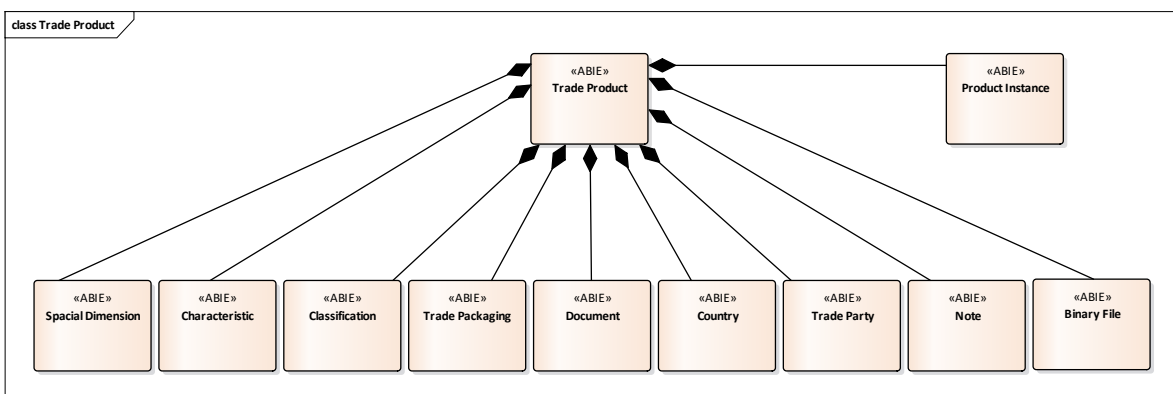 class Trade Product
«ABIE»
Trade Product
«ABIE»
Product Instance
«ABIE»
Spacial Dimension
«ABIE»
Characteristic
«ABIE»
Classification
«ABIE»
Trade Packaging
«ABIE»
Document
«ABIE»
Country
«ABIE»
Trade Party
«ABIE»
Note
«ABIE»
Binary File